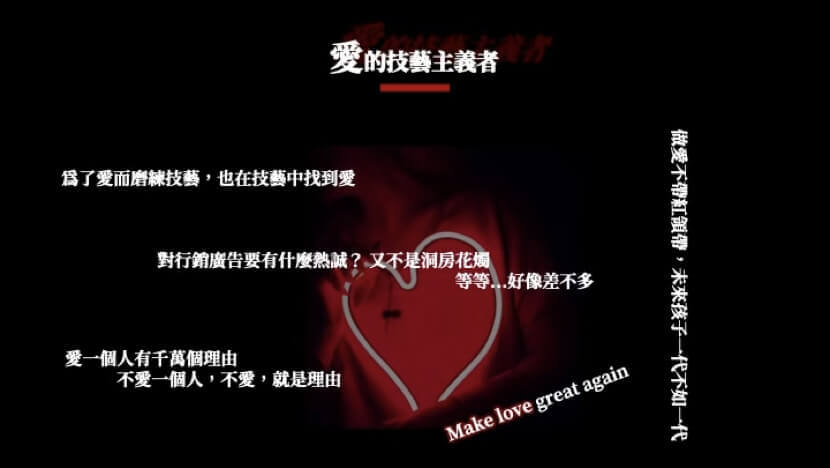 愛的技藝主義者
為了愛而磨練技藝，也在技藝中找到愛
對行銷廣告要有什麼熱誠？又不是洞房花燭
等等...好像差不多
愛一個人有千萬個理由
不愛一個人，不愛，就是理由
Make love great again
做愛不帶紅領帶，未來孩子一代不如一代